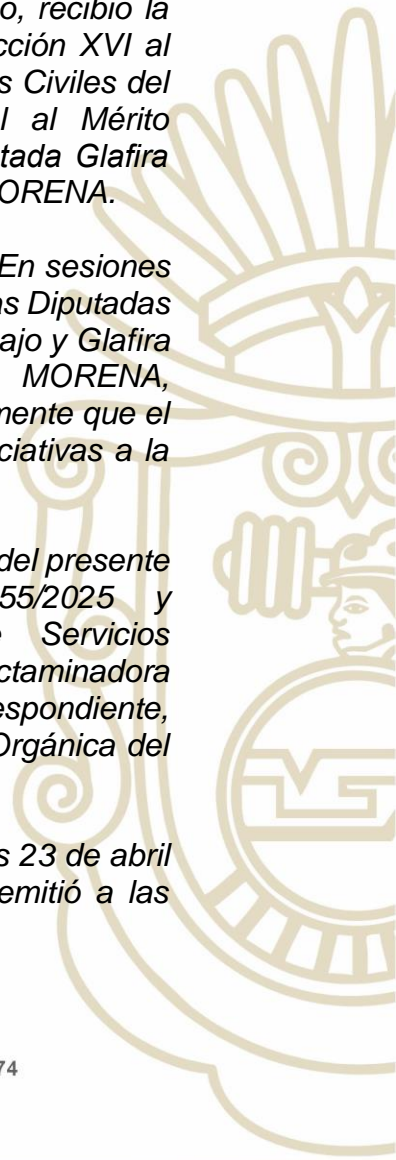 o, recibió la
cción XVI al
s Civiles del
l al Mérito
tada Glafira
ORENA.
En sesiones
as Diputadas
ajo y Glafira
MORENA,
mente que el
ciativas a la
del presente
55/2025 y
Servicios
ctaminadora
espondiente,
Orgánica del
s 23 de abril
emitió a las
74